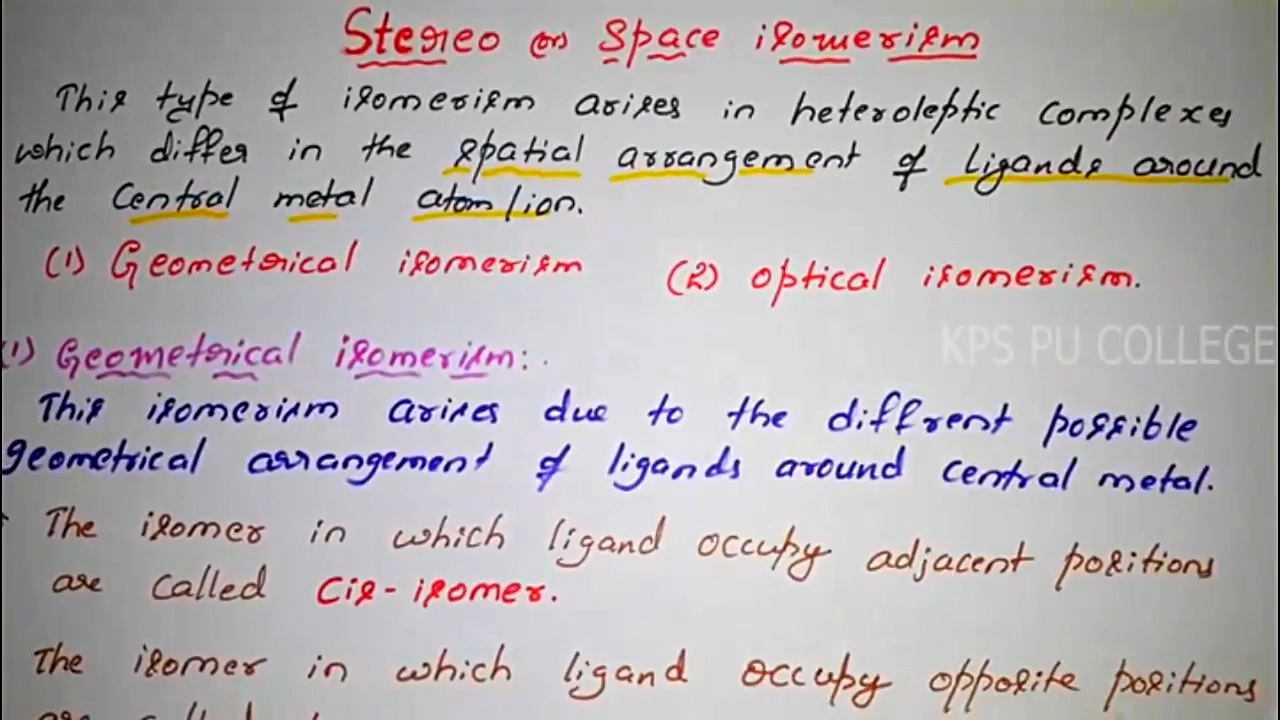 Stereo or Space isomerism
This type of isomerism arises in heteroleptic complexes
which differ in the spatial arrangement of ligands around
the central metal atom/ion.
(1) Geometrical isomerism (2) optical isomerism.
KPS PU COLLEGE
1) Geometrical isomerism:.
This isomerism arises due to the diffrent possible
geometrical arrangement of ligands around central metal.
The isomer in which ligand occupy adjacent positions
are called Cis-isomer.
The isomer in which ligand occupy opposite positions
are called